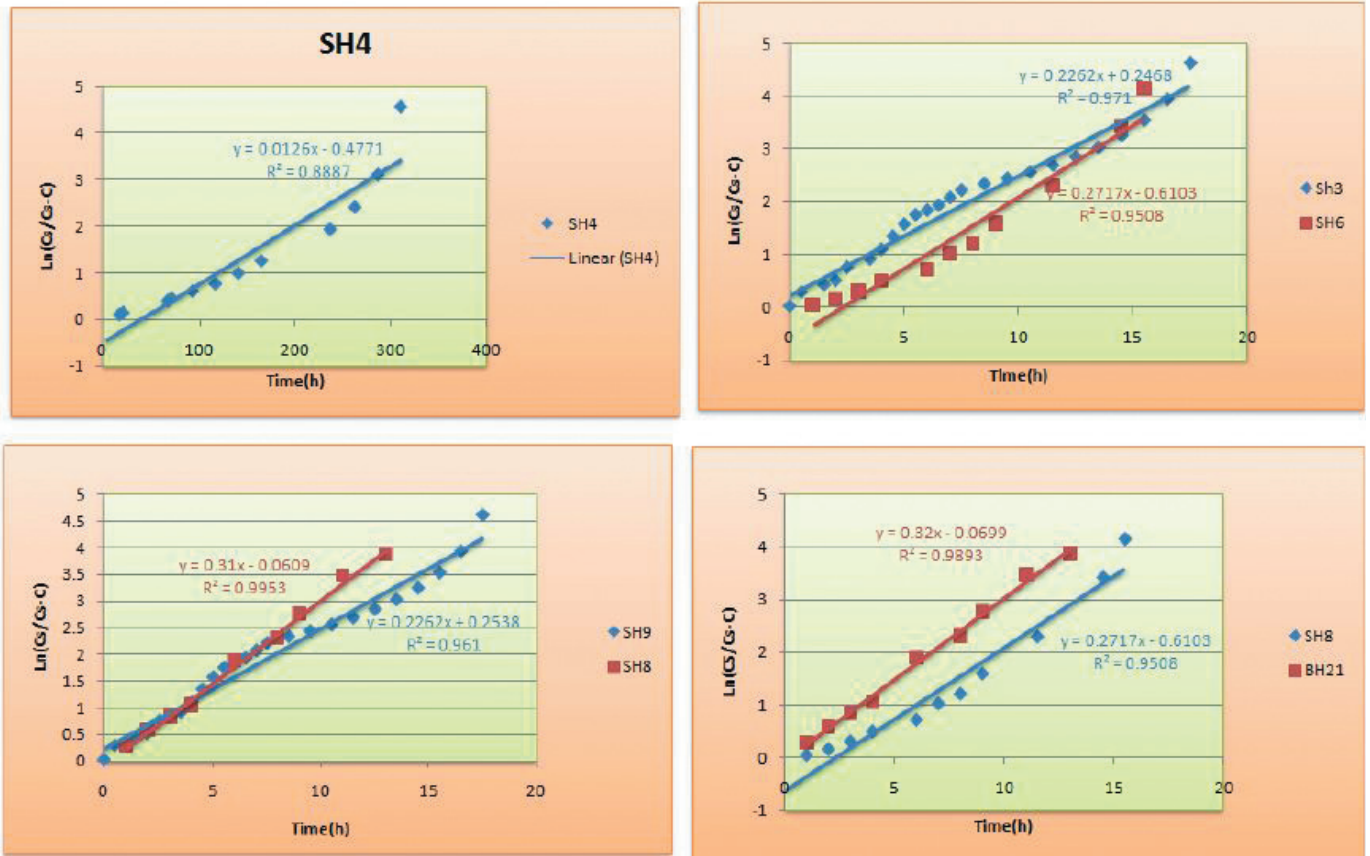 SH4
5
4
3
2
1
0
-1
0
100
200
300
400
Ln(Cs/Cs-C)
Time(h)
y = 0.0126x - 0.4771
R² = 0.8887
SH4
Linear (SH4)
5
4
3
2
1
0
-1
0
5
10
15
20
Ln(Cs/Cs-C)
Time(h)
y = 0.2262x + 0.2468
R² = 0.971
y = 0.2717x - 0.6103
R² = 0.9508
Sh3
SH6
5
4.5
4
3.5
3
2.5
2
1.5
1
0.5
0
0
5
10
15
20
Ln(Cs/Cs-C)
Time(h)
y = 0.31x - 0.0609
R² = 0.9953
y = 0.2262x + 0.2538
R² = 0.961
SH9
SH8
5
4
3
2
1
0
-1
0
5
10
15
20
Ln(CS/Cs-C)
Time(h)
y = 0.32x - 0.0699
R² = 0.9893
y = 0.2717x - 0.6103
R² = 0.9508
SH8
BH21